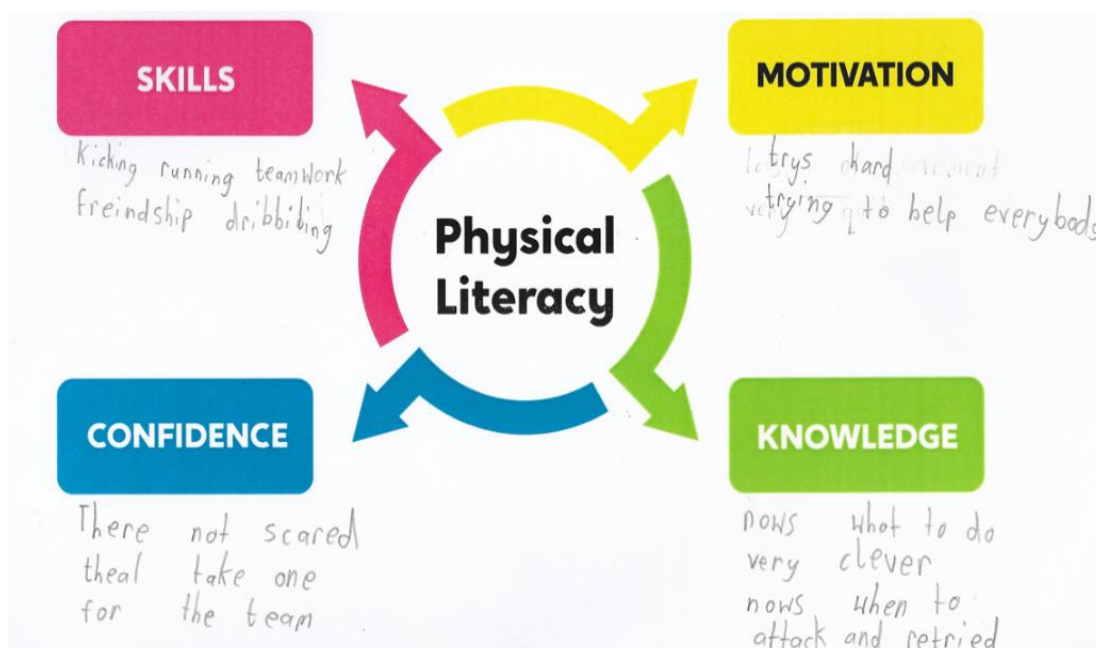 SKILLS
Kicking running teamwork
freindship dribbiling
MOTIVATION
trys hard
trying to help everybody
Physical
Literacy
CONFIDENCE
There not scared
theal take one
for the team
KNOWLEDGE
nows what to do
very clever
nows when to
attack and retried